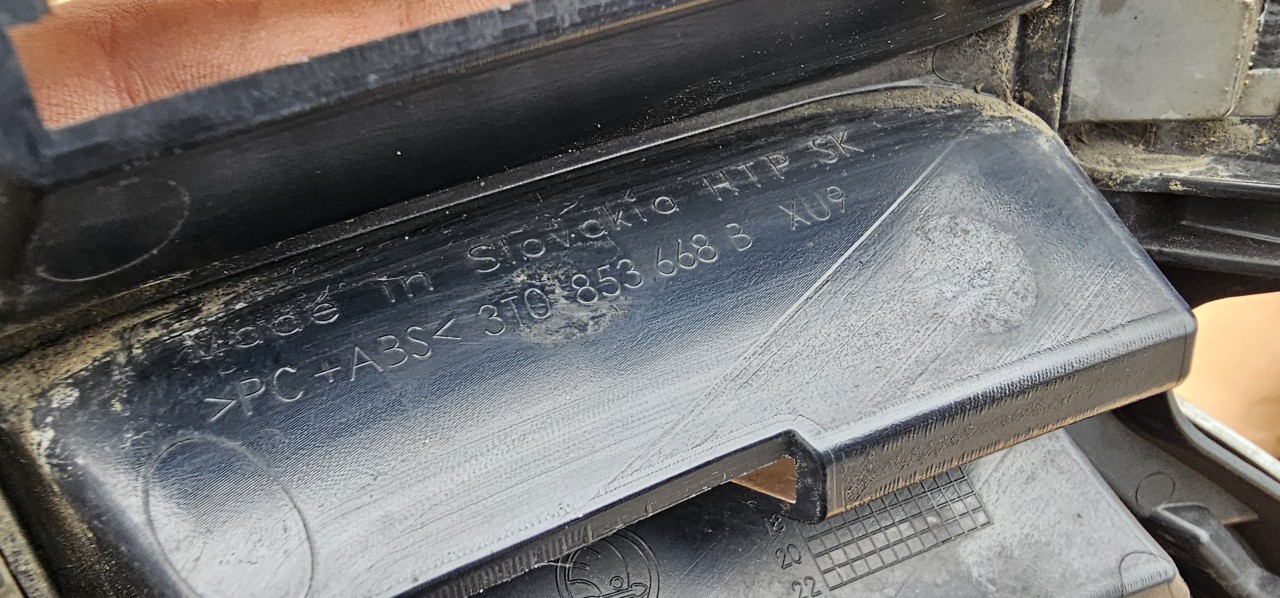 Made in Slovakia HTP SK
>PC+ABS< 3T0 853 668 B XU9
18
20
22